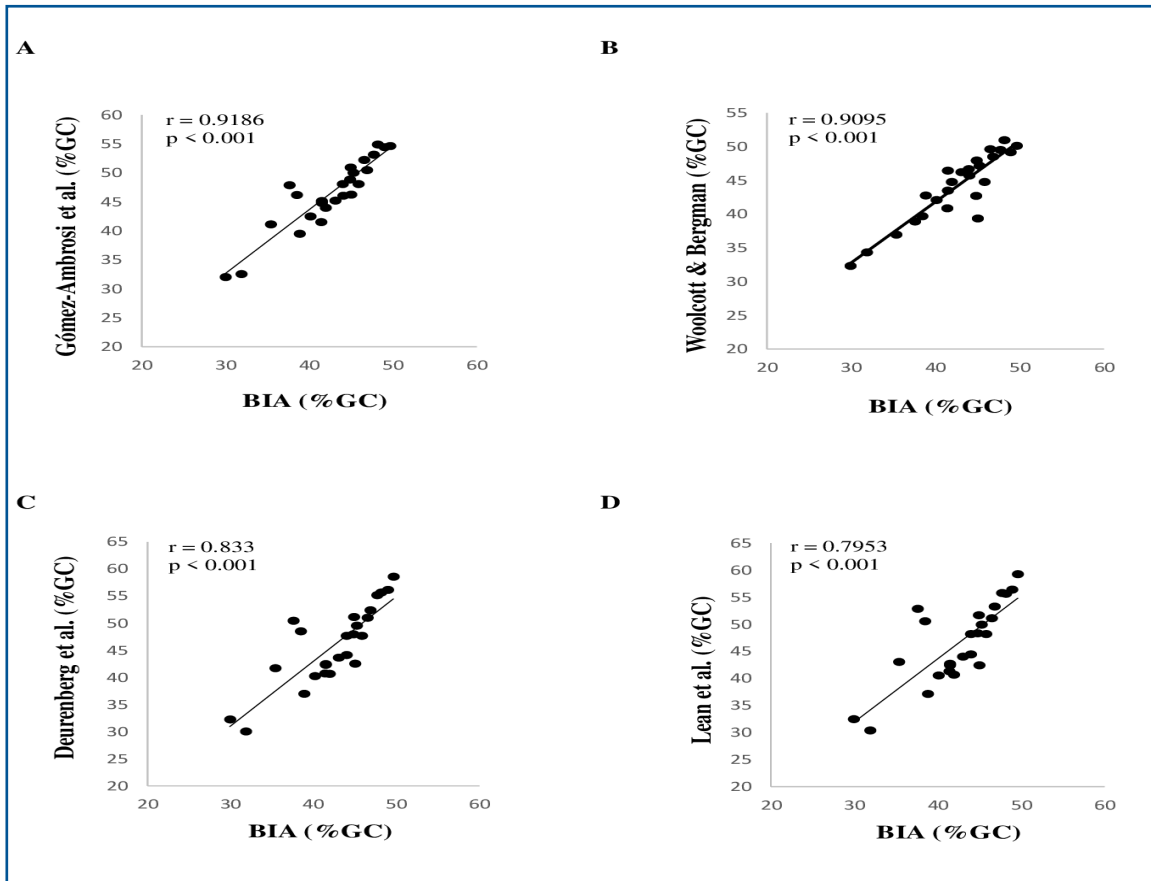 A
r = 0.9186
p < 0.001
Gómez-Ambrosi et al. (%GC)
60
55
50
45
40
35
30
25
20
20 30 40 50 60
BIA (%GC)
B
r = 0.9095
p < 0.001
Woolcott & Bergman (%GC)
55
50
45
40
35
30
25
20
20 30 40 50 60
BIA (%GC)
C
r = 0.833
p < 0.001
Deurenberg et al. (%GC)
65
60
55
50
45
40
35
30
25
20
20 30 40 50 60
BIA (%GC)
D
r = 0.7953
p < 0.001
Lean et al. (%GC)
65
60
55
50
45
40
35
30
25
20
20 30 40 50 60
BIA (%GC)